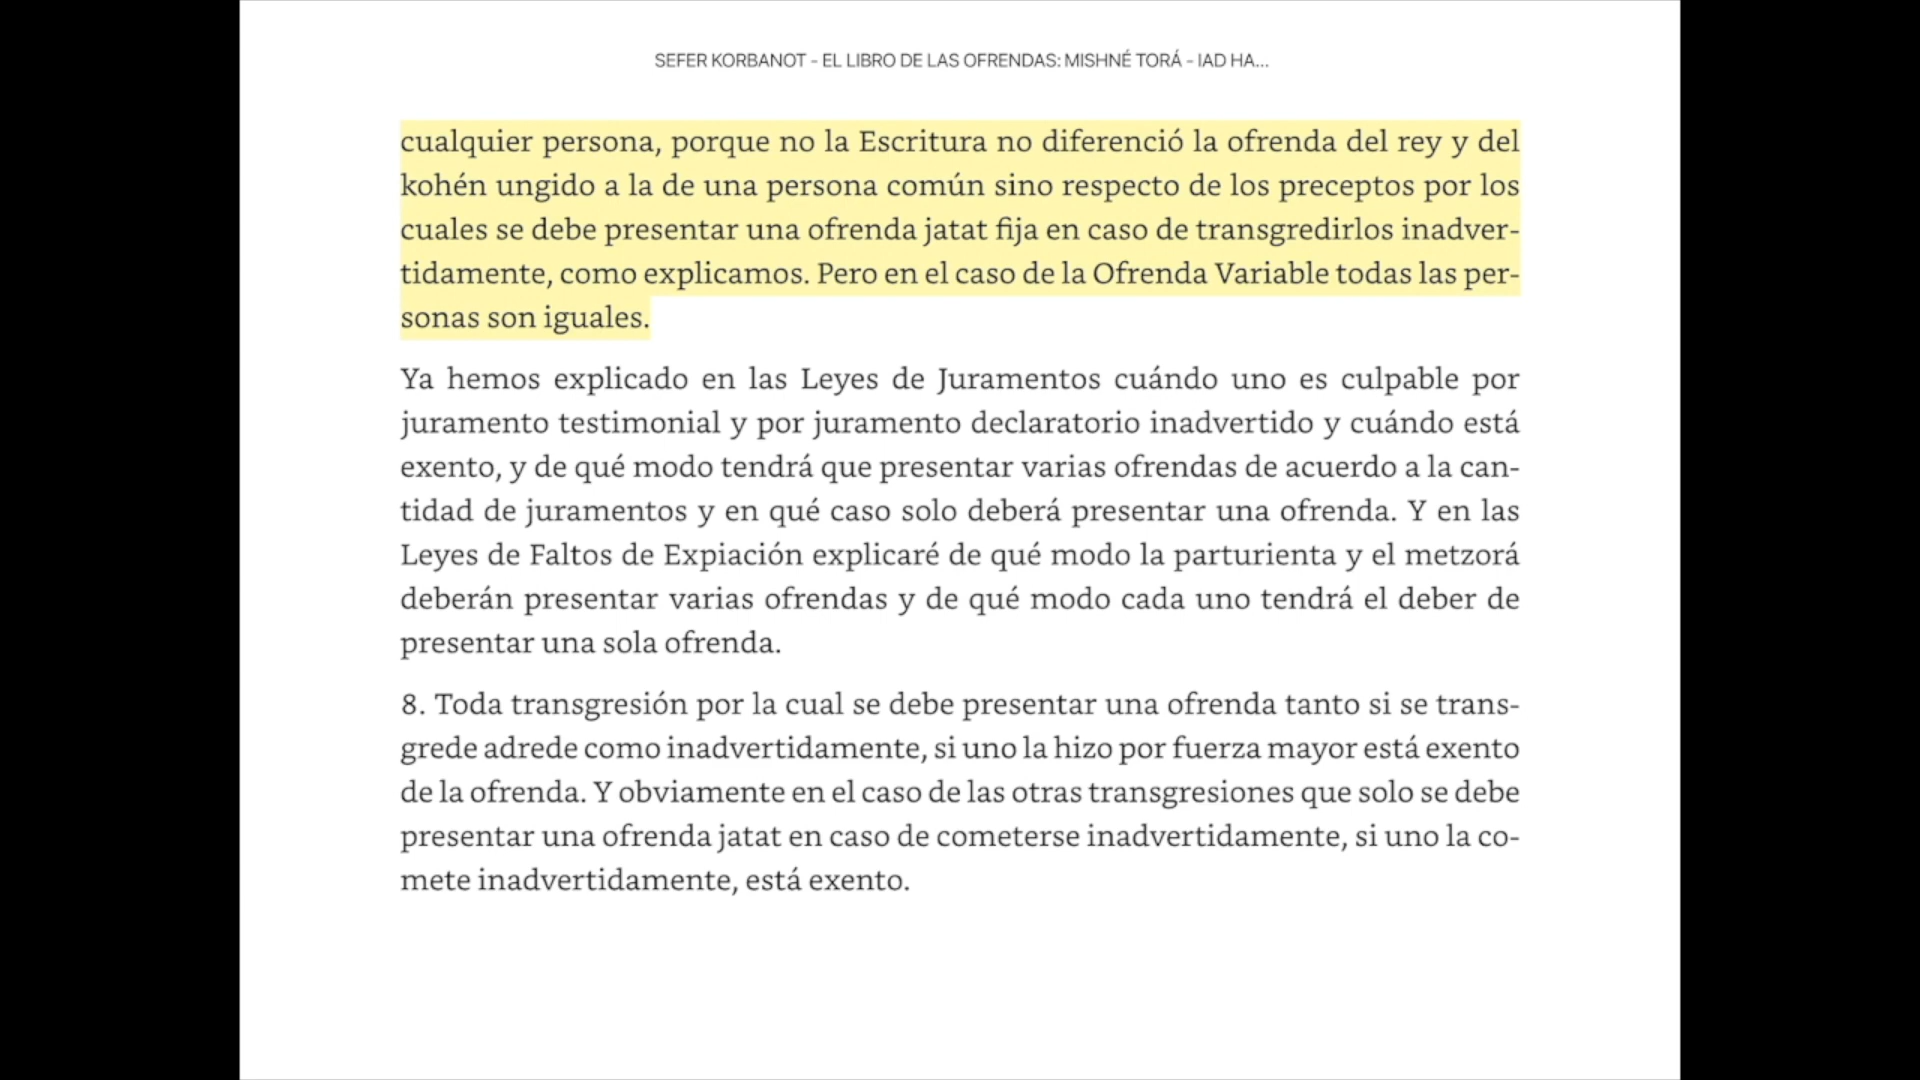 SEFER KORBANOT - EL LIBRO DE LAS OFRENDAS: MISHNÉ TORÁ - IAD HA...
cualquier persona, porque no la Escritura no diferenció la ofrenda del rey y del
kohén ungido a la de una persona común sino respecto de los preceptos por los
cuales se debe presentar una ofrenda jatat fija en caso de transgredirlos inadver-
tidamente, como explicamos. Pero en el caso de la Ofrenda Variable todas las per-
sonas son iguales.
Ya hemos explicado en las Leyes de Juramentos cuándo uno es culpable por
juramento testimonial y por juramento declaratorio inadvertido y cuándo está
exento, y de qué modo tendrá que presentar varias ofrendas de acuerdo a la can-
tidad de juramentos y en qué caso solo deberá presentar una ofrenda. Y en las
Leyes de Faltos de Expiación explicaré de qué modo la parturienta y el metzorá
deberán presentar varias ofrendas y de qué modo cada uno tendrá el deber de
presentar una sola ofrenda.
8. Toda transgresión por la cual se debe presentar una ofrenda tanto si se trans-
grede adrede como inadvertidamente, si uno la hizo por fuerza mayor está exento
de la ofrenda. Y obviamente en el caso de las otras transgresiones que solo se debe
presentar una ofrenda jatat en caso de cometerse inadvertidamente, si uno la co-
mete inadvertidamente, está exento.